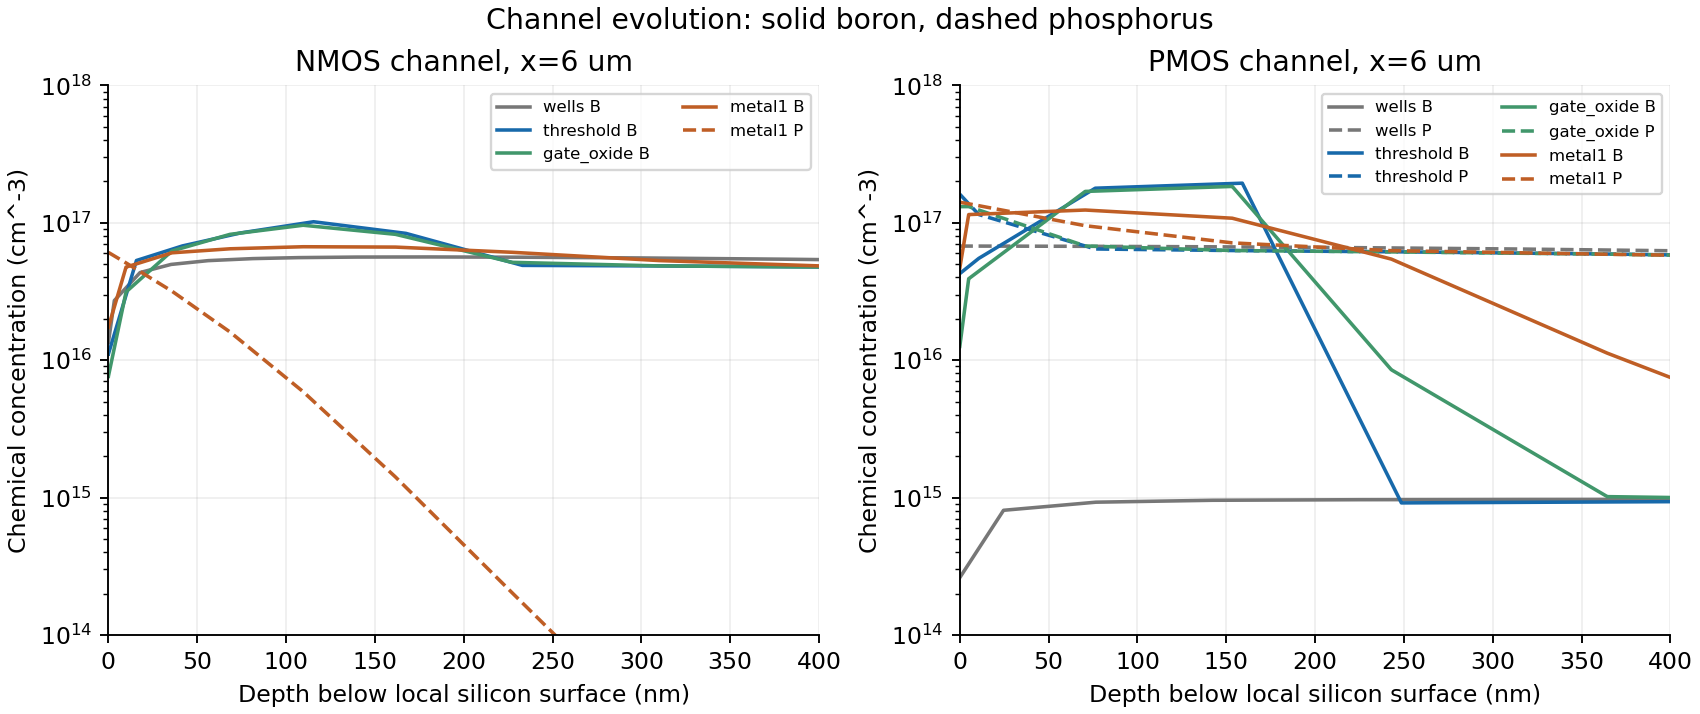 Channel evolution: solid boron, dashed phosphorus
NMOS channel, x=6 um
Chemical concentration (cm^-3)
10^18
10^17
10^16
10^15
10^14
wells B
threshold B
gate_oxide B
metal1 B
metal1 P
0 50 100 150 200 250 300 350 400
Depth below local silicon surface (nm)
PMOS channel, x=6 um
Chemical concentration (cm^-3)
10^18
10^17
10^16
10^15
10^14
wells B
wells P
threshold B
threshold P
gate_oxide B
gate_oxide P
metal1 B
metal1 P
0 50 100 150 200 250 300 350 400
Depth below local silicon surface (nm)